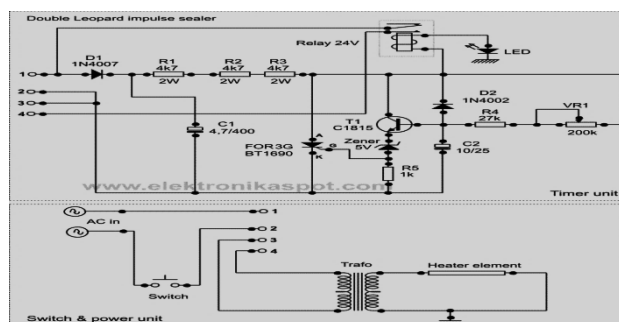 Double Leopard impulse sealer
Relay 24V
LED
D1
1N4007
R1
4k7
2W
R2
4k7
2W
R3
4k7
2W
1
2
3
4
C1
4,7/400
T1
C1815
D2
1N4002
R4
27k
VR1
200k
Zener
5V
FOR3G
BT1690
A
G
K
R5
1k
C2
10/25
www.elektronikaspot.com
Timer unit
AC in
1
2
3
4
Switch
Trafo
Heater element
Switch & power unit